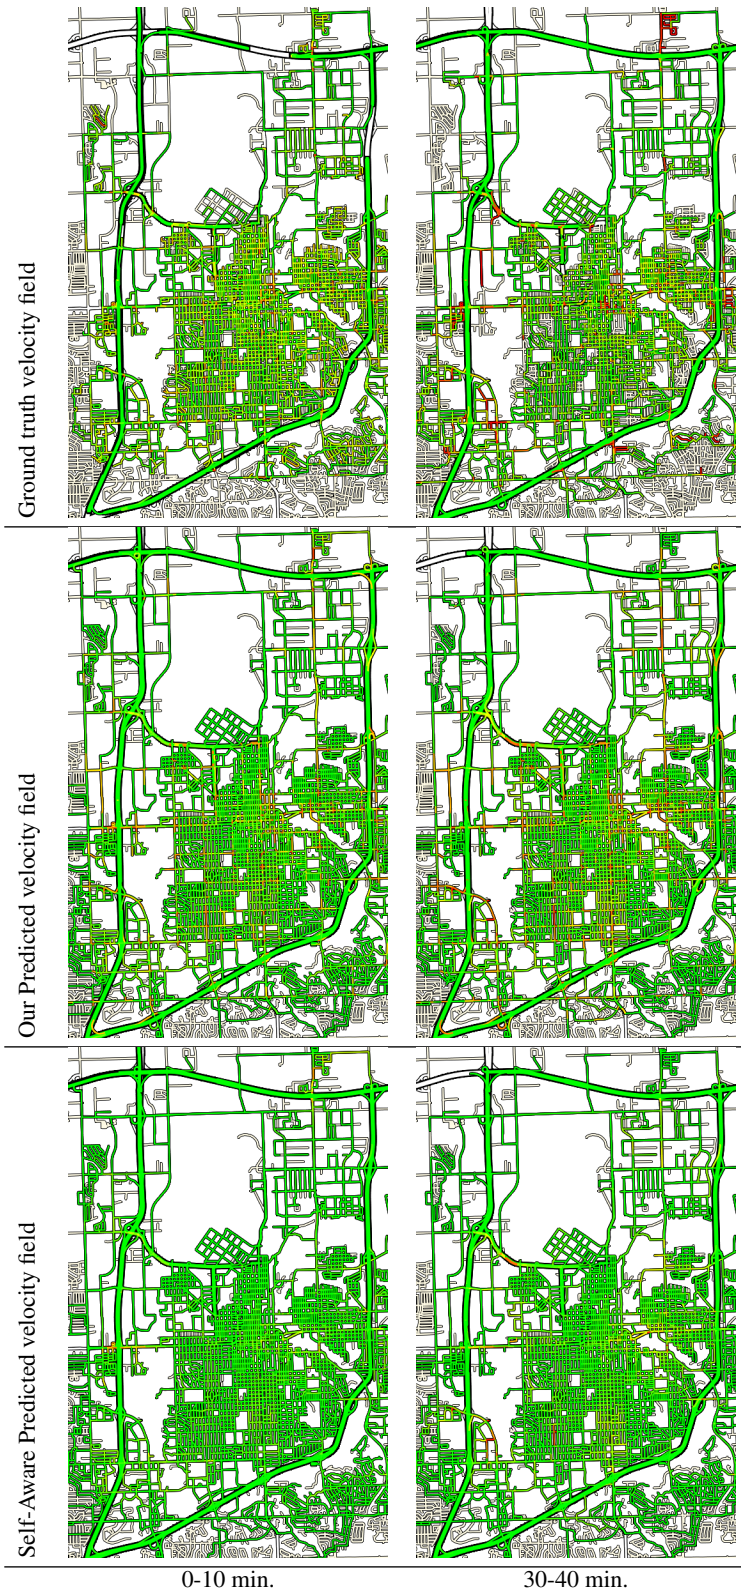 Ground truth velocity field
Our Predicted velocity field
Self-Aware Predicted velocity field
0-10 min.
30-40 min.